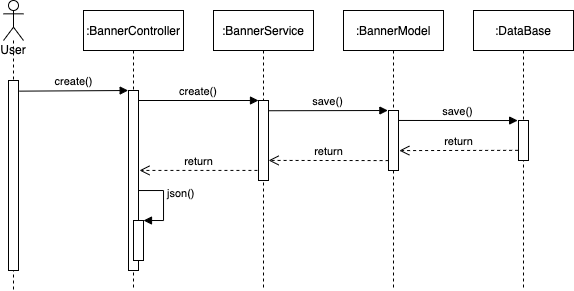 User
:BannerController
:BannerService
:BannerModel
:DataBase
create()
create()
save()
save()
return
return
return
json()